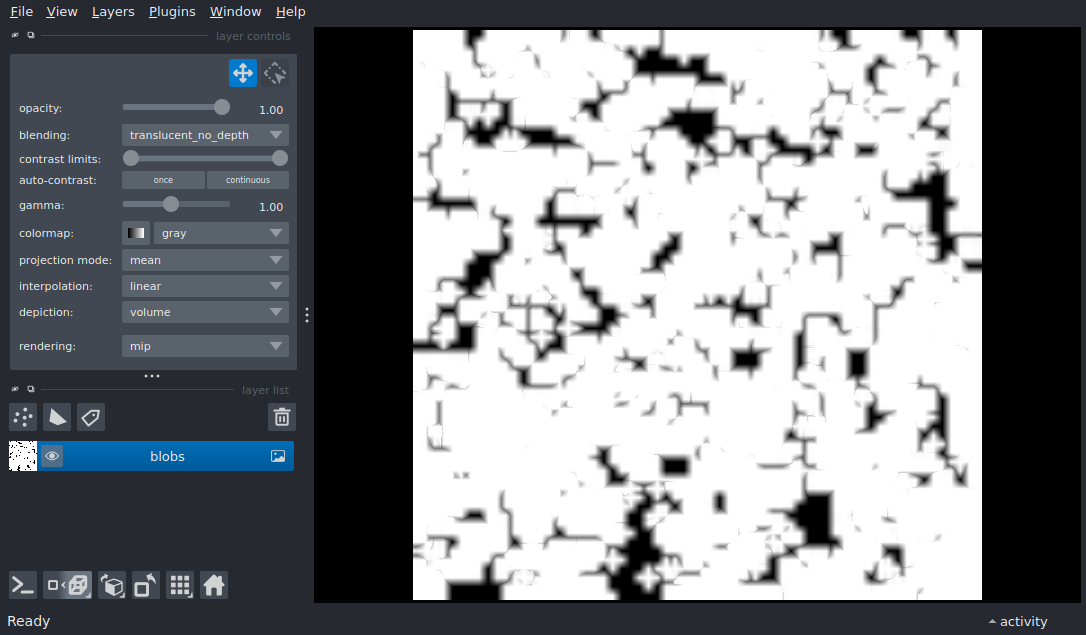 File View Layers Plugins Window Help
layer controls
opacity: 1.00
blending: translucent_no_depth
contrast limits:
auto-contrast: once continuous
gamma: 1.00
colormap: gray
projection mode: mean
interpolation: linear
depiction: volume
rendering: mip
layer list
blobs
Ready
activity